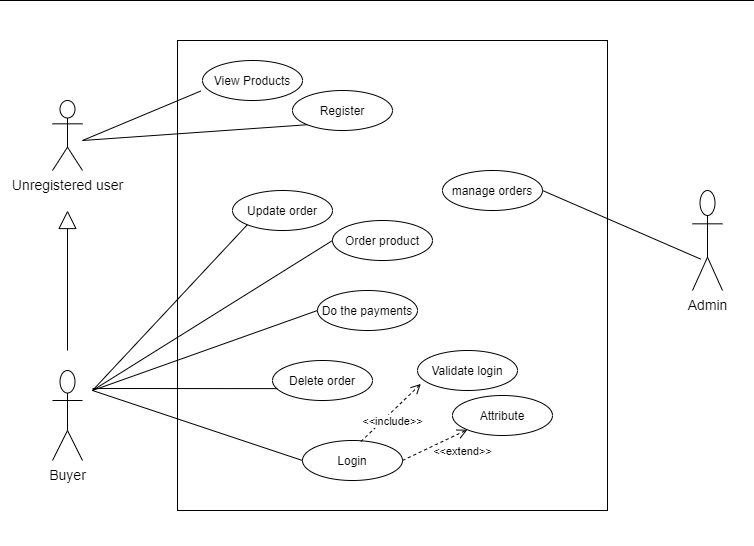 View Products
Register
Unregistered user
manage orders
Update order
Order product
Admin
Do the payments
Validate login
Delete order
Attribute
<<include>>
<<extend>>
Login
Buyer